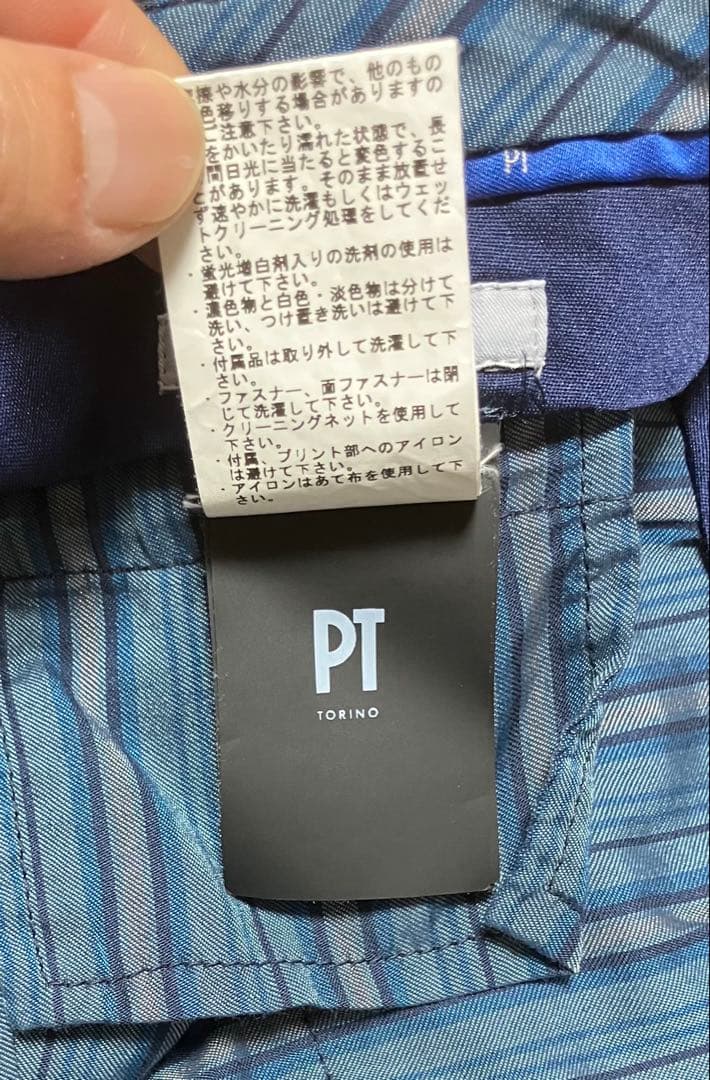 擦や水分の影響で、他のもの
色移りする場合がありますの
ご注意下さい。
をかいたり濡れた状態で、長
間日光に当たると変色するこ
とがあります。そのまま放置せ
ず速やかに洗濯もしくはウェッ
トクリーニング処理をしてくだ
さい。
・蛍光増白剤入りの洗剤の使用は
避けて下さい。
・濃色物と白色・淡色物は分けて
洗い、つけ置き洗いは避けて下
さい。
・付属品は取り外して洗濯して下
さい。
・ファスナー、面ファスナーは閉
じて洗濯して下さい。
・クリーニングネットを使用して
下さい。
・付属、プリント部へのアイロン
は避けて下さい。
・アイロンはあて布を使用して下
さい。
PT
PT
TORINO